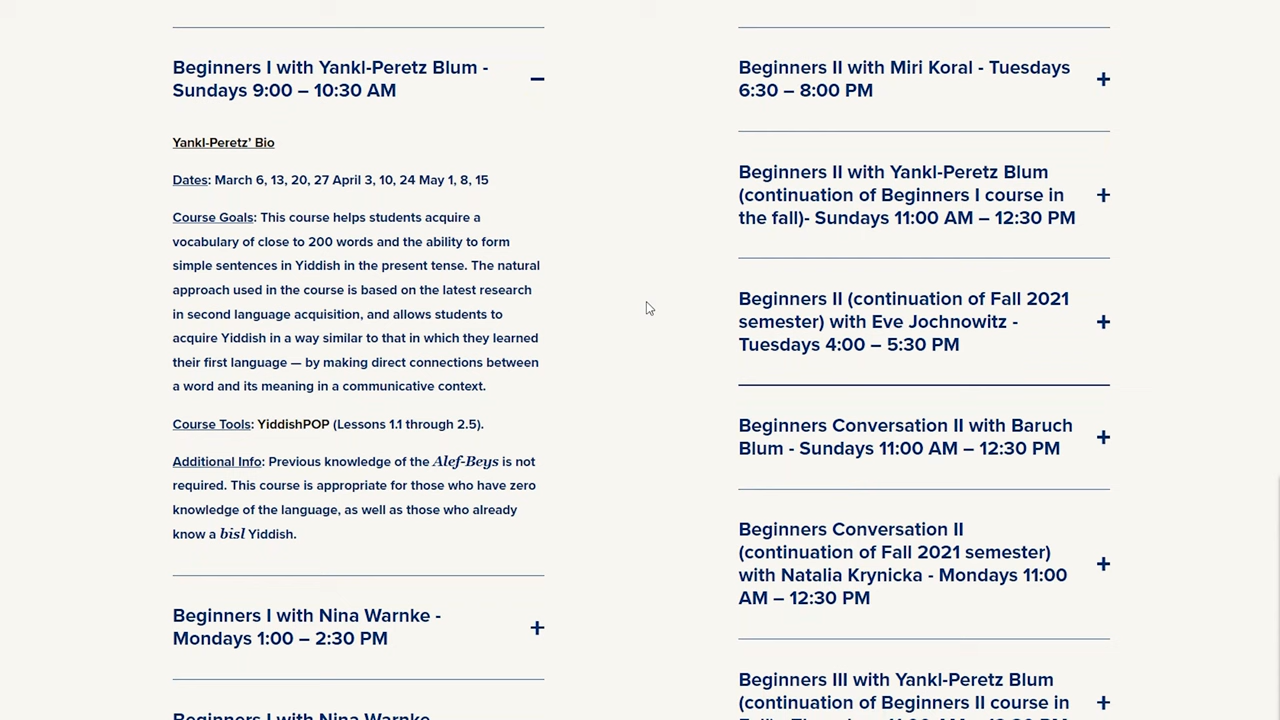 Beginners I with Yankl-Peretz Blum -
Sundays 9:00 – 10:30 AM
Yankl-Peretz’ Bio
Dates: March 6, 13, 20, 27 April 3, 10, 24 May 1, 8, 15
Course Goals: This course helps students acquire a
vocabulary of close to 200 words and the ability to form
simple sentences in Yiddish in the present tense. The natural
approach used in the course is based on the latest research
in second language acquisition, and allows students to
acquire Yiddish in a way similar to that in which they learned
their first language — by making direct connections between
a word and its meaning in a communicative context.
Course Tools: YiddishPOP (Lessons 1.1 through 2.5).
Additional Info: Previous knowledge of the Alef-Beys is not
required. This course is appropriate for those who have zero
knowledge of the language, as well as those who already
know a bisl Yiddish.
Beginners I with Nina Warnke -
Mondays 1:00 – 2:30 PM
Beginners I with Nina Warnke
Beginners II with Miri Koral - Tuesdays
6:30 – 8:00 PM
Beginners II with Yankl-Peretz Blum
(continuation of Beginners I course in
the fall)- Sundays 11:00 AM – 12:30 PM
Beginners II (continuation of Fall 2021
semester) with Eve Jochnowitz -
Tuesdays 4:00 – 5:30 PM
Beginners Conversation II with Baruch
Blum - Sundays 11:00 AM – 12:30 PM
Beginners Conversation II
(continuation of Fall 2021 semester)
with Natalia Krynicka - Mondays 11:00
AM – 12:30 PM
Beginners III with Yankl-Peretz Blum
(continuation of Beginners II course in